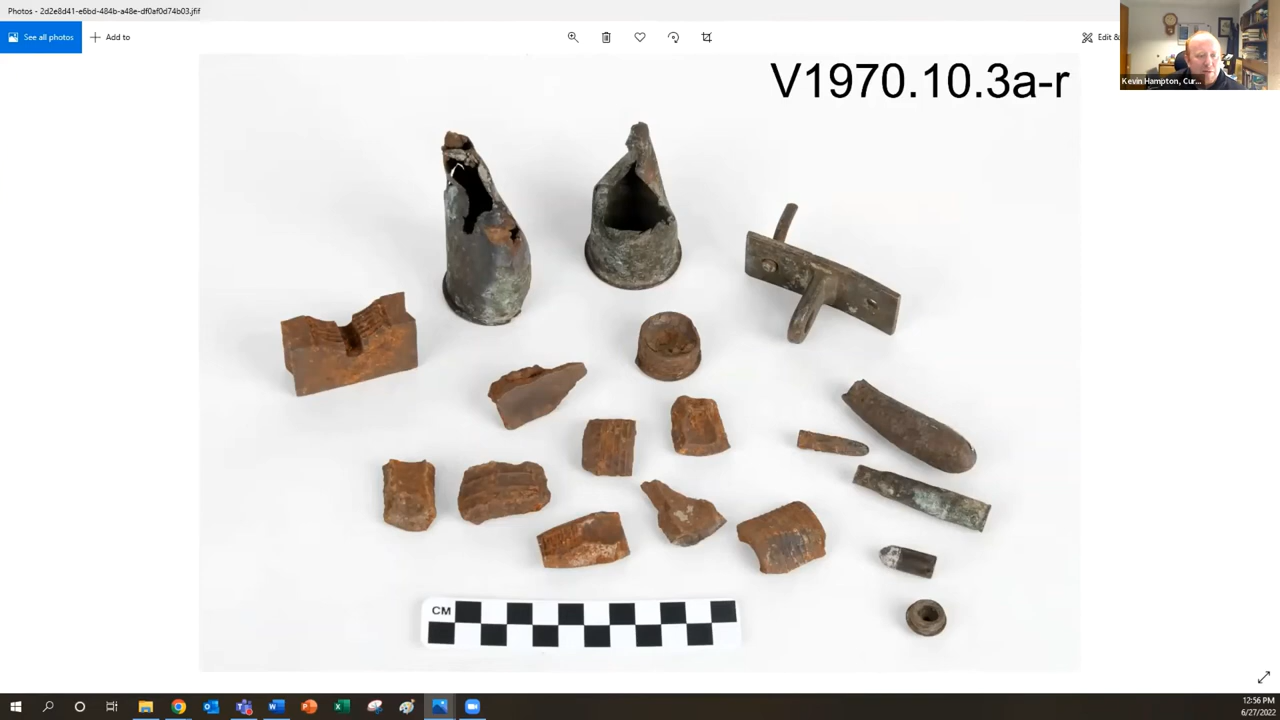 Photos - 2d2e8d41-e6bd-484b-a48e-df0af0d74b03.jfif
See all photos
Add to
Edit &
Kevin Hampton, Cur...
V1970.10.3a-r
CM
12:56 PM
6/27/2022